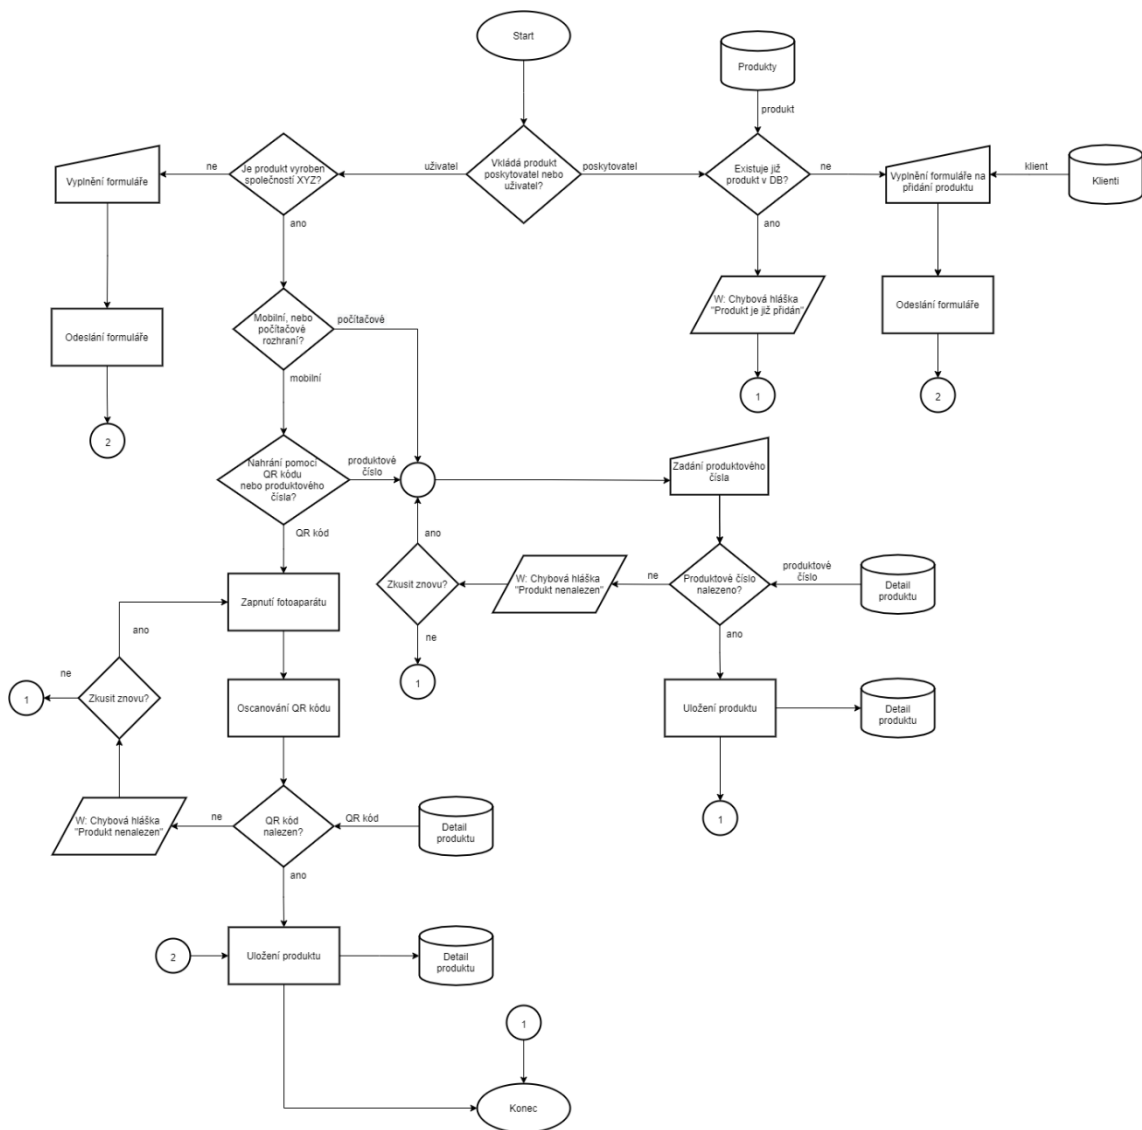 Start
Produkty
produkt
Je produkt vyroben
společností XYZ?
ne
Vyplnění formuláře
uživatel
Vkládá produkt
poskytovatel nebo
uživatel?
poskytovatel
Existuje již
produkt v DB?
ne
Vyplnění formuláře na
přidání produktu
klient
Klienti
ano
ano
W: Chybová hláška
"Produkt je již přidán"
Odeslání formuláře
Odeslání formuláře
Mobilní, nebo
počítačové
rozhraní?
počítačové
mobilní
1
2
2
Nahrání pomocí
QR kódu
nebo produktového
čísla?
produktové
číslo
Zadání produktového
čísla
QR kód
ano
Zkusit znovu?
W: Chybová hláška
"Produkt nenalezen"
ne
Produktové číslo
nalezeno?
produktové
číslo
Detail
produktu
Zapnutí fotoaparátu
ano
ne
ano
1
ne
Zkusit znovu?
1
Oscanování QR kódu
Uložení produktu
Detail
produktu
W: Chybová hláška
"Produkt nenalezen"
ne
QR kód
nalezen?
QR kód
Detail
produktu
1
ano
2
Uložení produktu
Detail
produktu
1
Konec